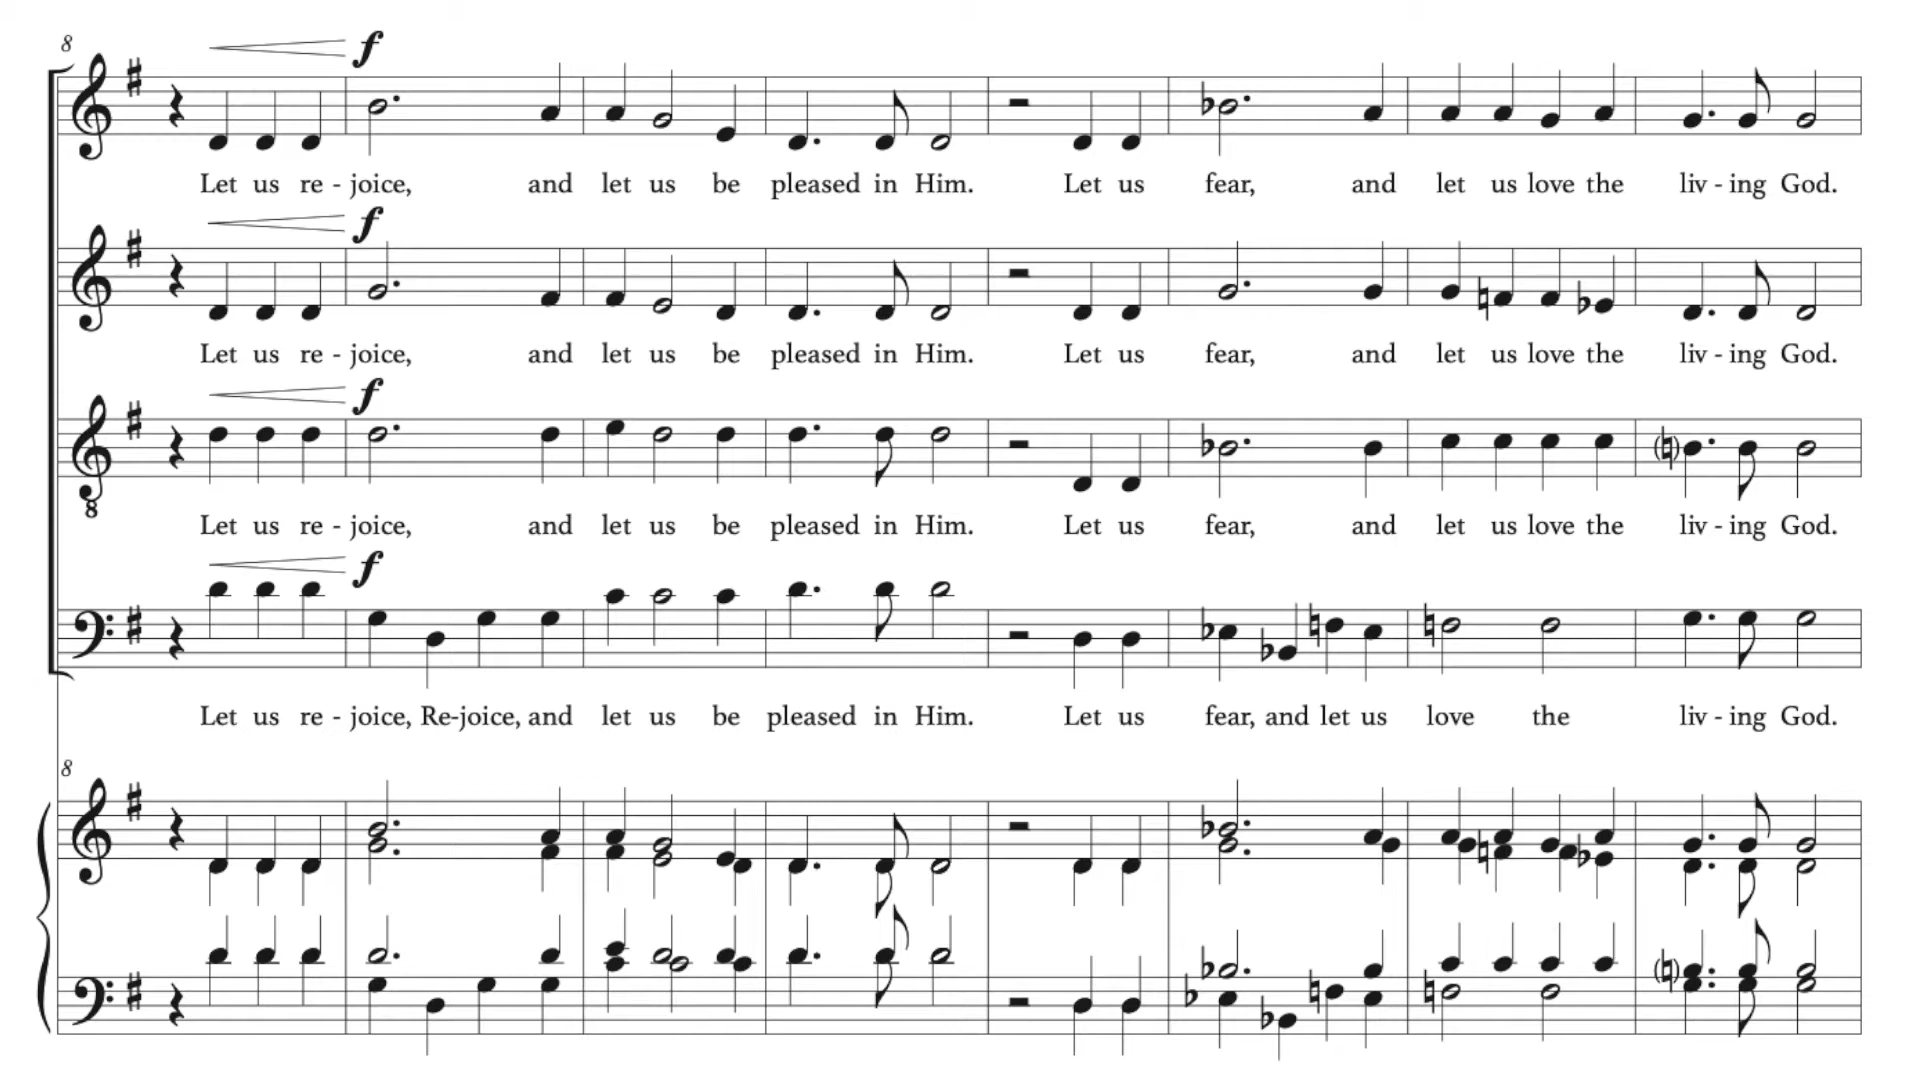 8
f
Let us re - joice, and let us be pleased in Him. Let us fear, and let us love the liv - ing God.
f
Let us re - joice, and let us be pleased in Him. Let us fear, and let us love the liv - ing God.
f
8
Let us re - joice, and let us be pleased in Him. Let us fear, and let us love the liv - ing God.
f
Let us re - joice, Re-joice, and let us be pleased in Him. Let us fear, and let us love the liv - ing God.
8